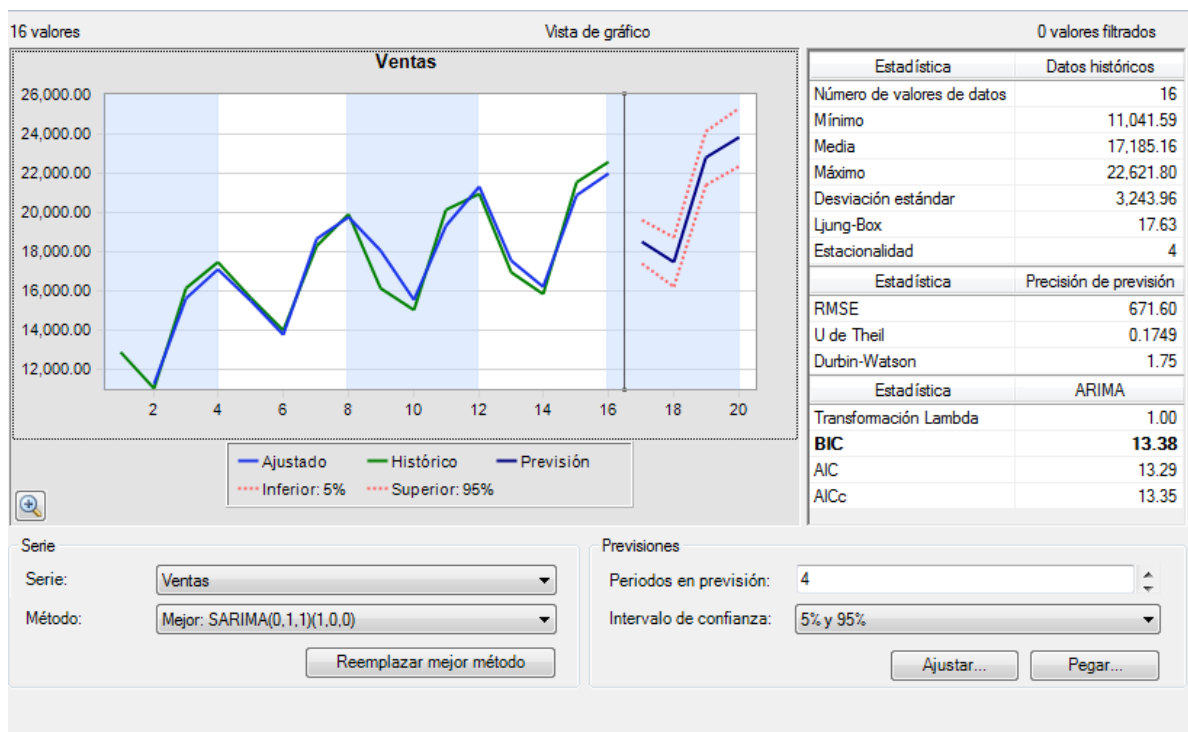 16 valores Vista de gráfico 0 valores filtrados
Ventas
26,000.00
24,000.00
22,000.00
20,000.00
18,000.00
16,000.00
14,000.00
12,000.00
2 4 6 8 10 12 14 16 18 20
Ajustado Histórico Previsión
Inferior: 5% Superior: 95%
Estadística Datos históricos
Número de valores de datos 16
Mínimo 11,041.59
Media 17,185.16
Máximo 22,621.80
Desviación estándar 3,243.96
Ljung-Box 17.63
Estacionalidad 4
Estadística Precisión de previsión
RMSE 671.60
U de Theil 0.1749
Durbin-Watson 1.75
Estadística ARIMA
Transformación Lambda 1.00
BIC 13.38
AIC 13.29
AICc 13.35
Serie
Serie: Ventas
Método: Mejor: SARIMA(0,1,1)(1,0,0)
Reemplazar mejor método
Previsiones
Periodos en previsión: 4
Intervalo de confianza: 5% y 95%
Ajustar... Pegar...